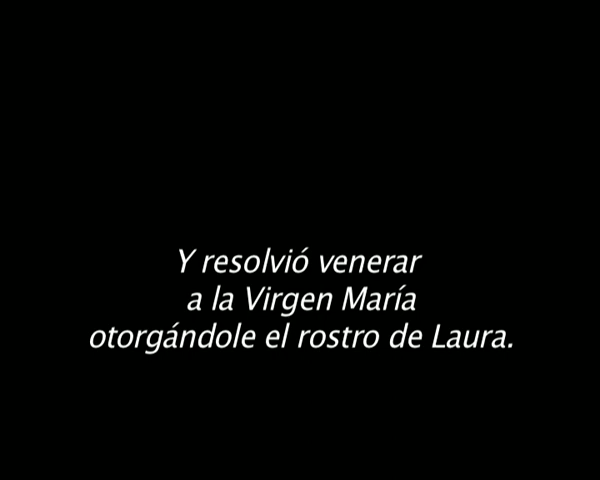 Y resolvió venerar
a la Virgen María
otorgándole el rostro de Laura.